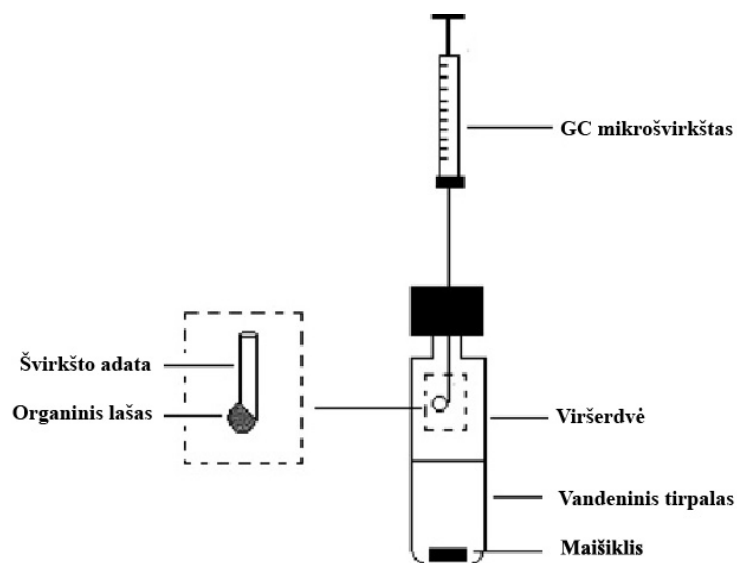 GC mikrošvirkštas
Švirkšto adata
Organinis lašas
Viršerdvė
Vandeninis tirpalas
Maišiklis